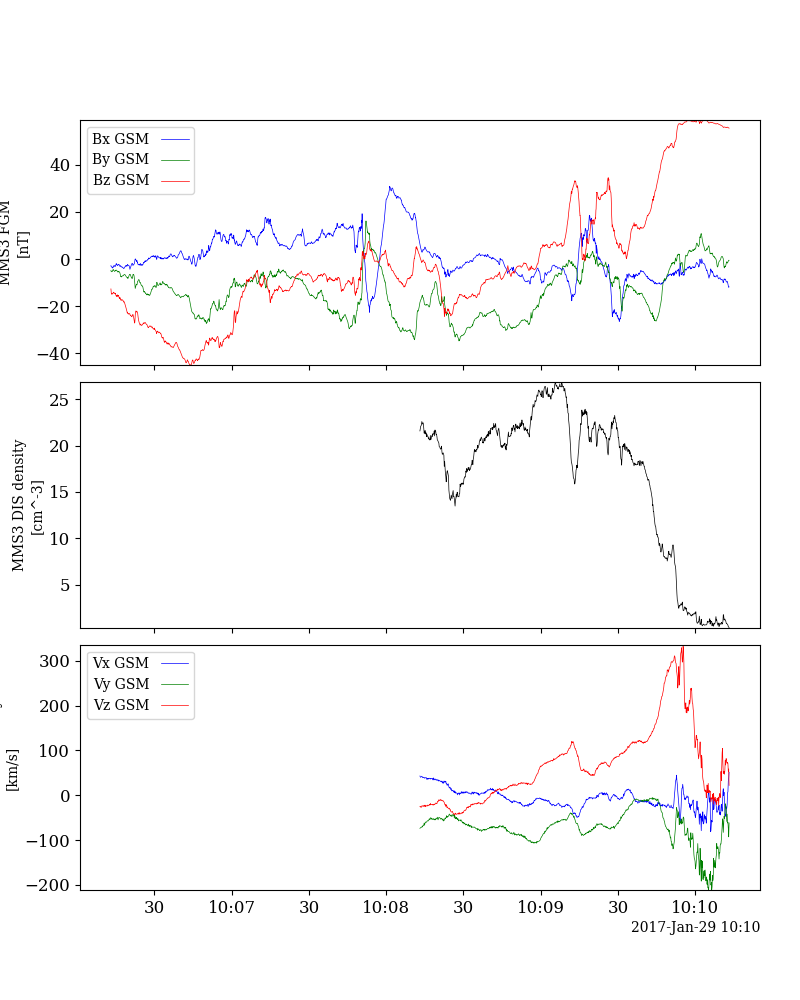 Bx GSM
By GSM
Bz GSM
40
20
0
−20
−40
MMS3 FGM
[nT]
25
20
15
10
5
MMS3 DIS density
[cm^-3]
Vx GSM
Vy GSM
Vz GSM
300
200
100
0
−100
−200
[km/s]
30 10:07 30 10:08 30 10:09 30 10:10
2017-Jan-29 10:10